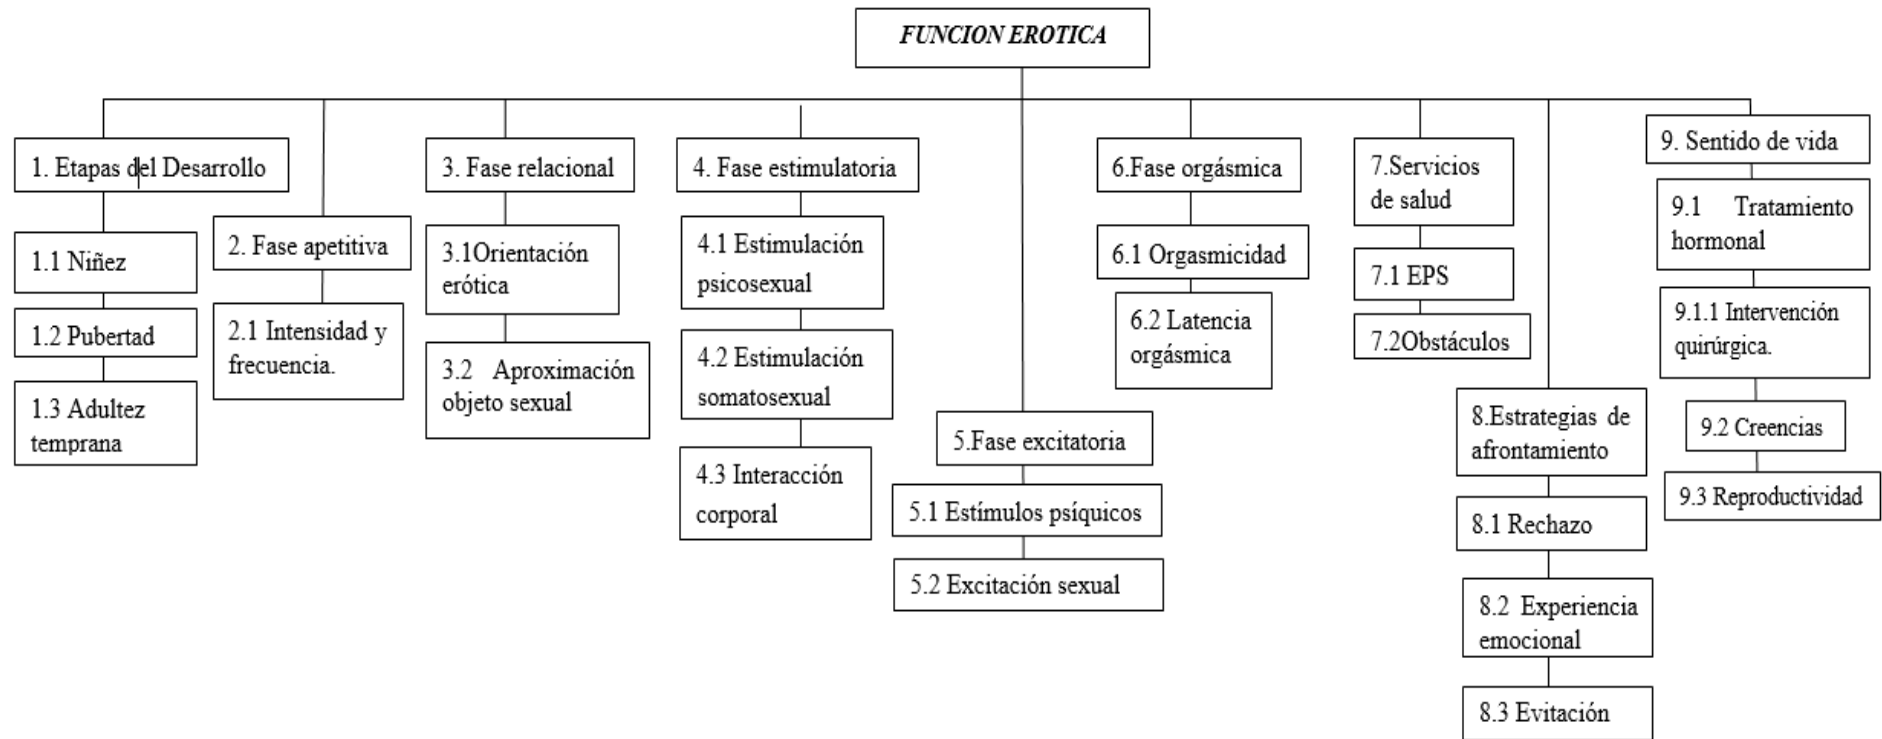 FUNCION EROTICA
1. Etapas del Desarrollo
1.1 Niñez
1.2 Pubertad
1.3 Adultez
temprana
2. Fase apetitiva
2.1 Intensidad y
frecuencia.
3. Fase relacional
3.1Orientación
erótica
3.2 Aproximación
objeto sexual
4. Fase estimulatoria
4.1 Estimulación
psicosexual
4.2 Estimulación
somatosexual
4.3 Interacción
corporal
5.Fase excitatoria
5.1 Estímulos psíquicos
5.2 Excitación sexual
6.Fase orgásmica
6.1 Orgasmicidad
6.2 Latencia
orgásmica
7.Servicios
de salud
7.1 EPS
7.2Obstáculos
8.Estrategias de
afrontamiento
8.1 Rechazo
8.2 Experiencia
emocional
8.3 Evitación
9. Sentido de vida
9.1 Tratamiento
hormonal
9.1.1 Intervención
quirúrgica.
9.2 Creencias
9.3 Reproductividad